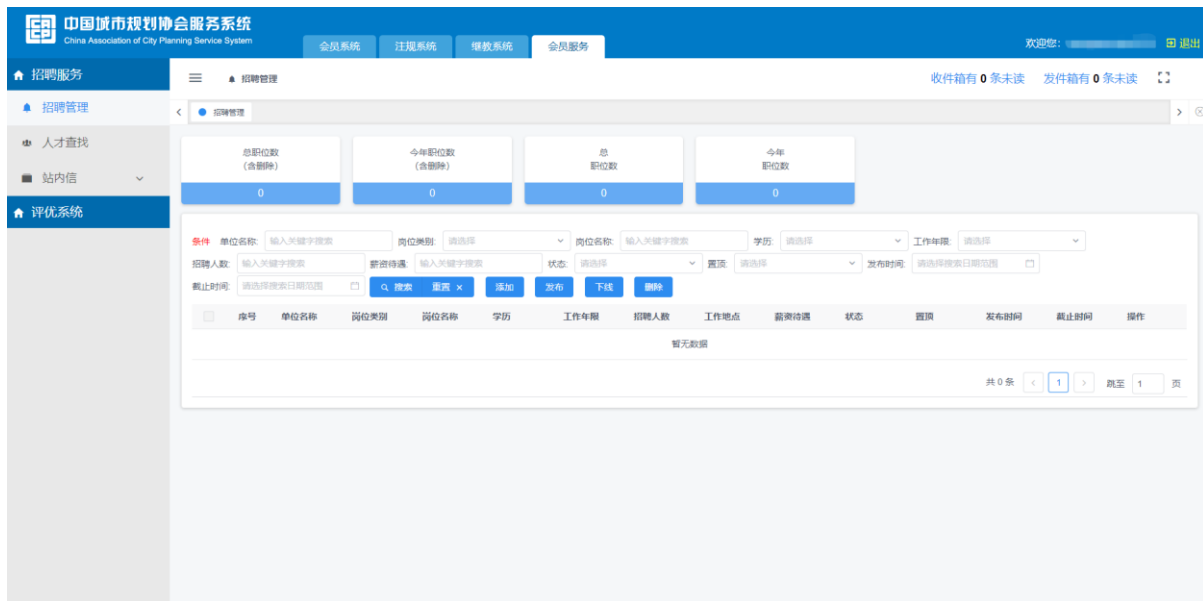 中国城市规划协会服务系统
China Association of City Planning Service System
会员系统 注规系统 继教系统 会员服务
欢迎您: 退出
招聘服务
招聘管理
人才查找
站内信
评优系统
招聘管理 收件箱有 0 条未读 发件箱有 0 条未读
招聘管理
总职位数 今年职位数 总 今年
(含删除) (含删除) 职位数 职位数
0 0 0 0
条件 单位名称: 输入关键字搜索 岗位类别: 请选择 岗位名称: 输入关键字搜索 学历: 请选择 工作年限: 请选择
招聘人数: 输入关键字搜索 薪资待遇: 输入关键字搜索 状态: 请选择 置顶: 请选择 发布时间: 请选择搜索日期范围
截止时间: 请选择搜索日期范围 搜索 重置 × 添加 发布 下线 删除
序号 单位名称 岗位类别 岗位名称 学历 工作年限 招聘人数 工作地点 薪资待遇 状态 置顶 发布时间 截止时间 操作
暂无数据
共 0 条 < 1 > 跳至 1 页